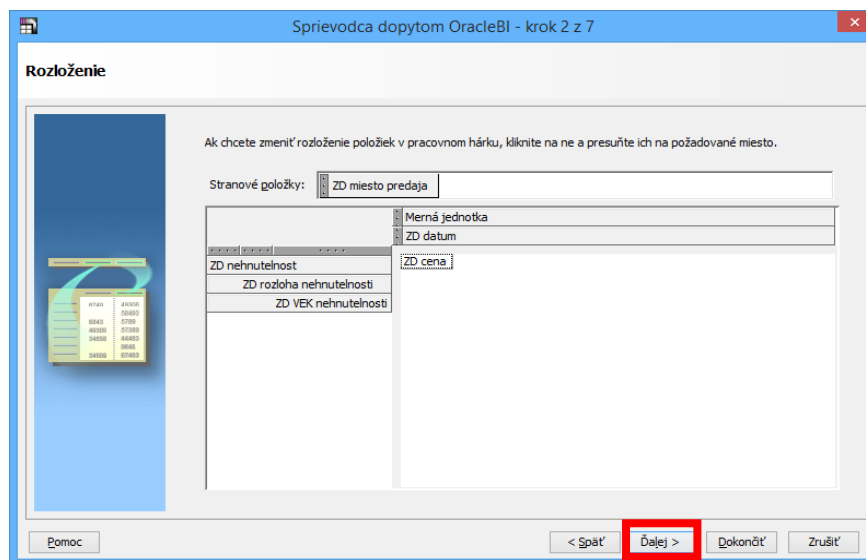 Sprievodca dopytom OracleBI - krok 2 z 7
Rozloženie
Ak chcete zmeniť rozloženie položiek v pracovnom hárku, kliknite na ne a presuňte ich na požadované miesto.
Stranové položky: ZD miesto predaja
Merná jednotka
ZD datum
ZD nehnutelnost ZD cena
ZD rozloha nehnutelnosti
ZD VEK nehnutelnosti
Pomoc < Späť Ďalej > Dokončiť Zrušiť